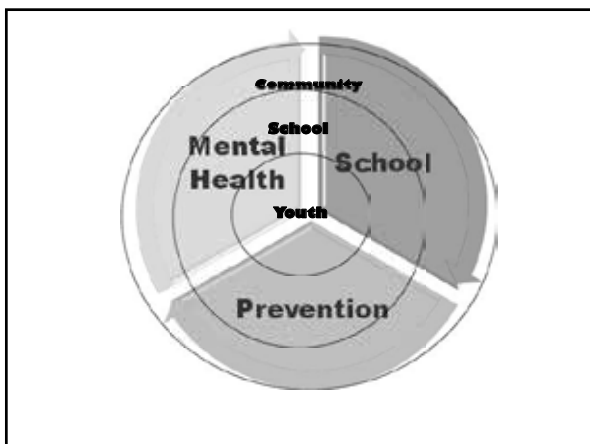 Community
School
Mental
Health
School
Youth
Prevention